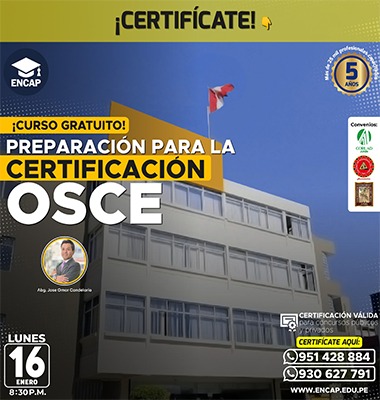 ¡CERTIFÍCATE!
ENCAP
5
AÑOS
¡CURSO GRATUITO!
PREPARACIÓN PARA LA
CERTIFICACIÓN
OSCE
Convenios:
Abg. Jose Omar Candelario
CERTIFICACIÓN VÁLIDA
para concursos públicos
y privados
LUNES
16
ENERO
8:30 P.M.
CERTIFÍCATE AQUÍ:
951 428 884
930 627 791
WWW.ENCAP.EDU.PE